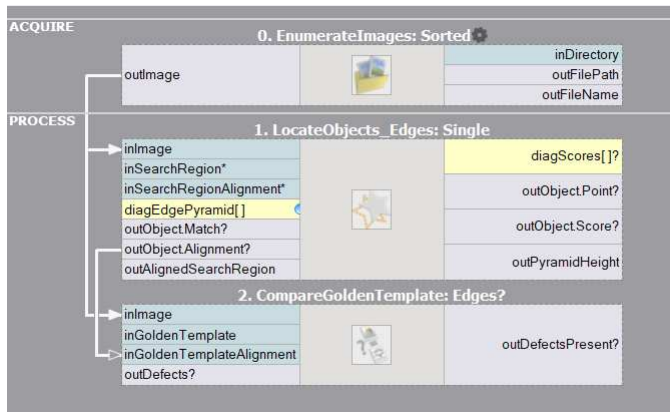 ACQUIRE
0. EnumerateImages: Sorted
outImage
inDirectory
outFilePath
outFileName
PROCESS
1. LocateObjects_Edges: Single
inImage
inSearchRegion*
inSearchRegionAlignment*
diagEdgePyramid[ ]
outObject.Match?
outObject.Alignment?
outAlignedSearchRegion
diagScores[ ]?
outObject.Point?
outObject.Score?
outPyramidHeight
2. CompareGoldenTemplate: Edges?
inImage
inGoldenTemplate
inGoldenTemplateAlignment
outDefects?
outDefectsPresent?